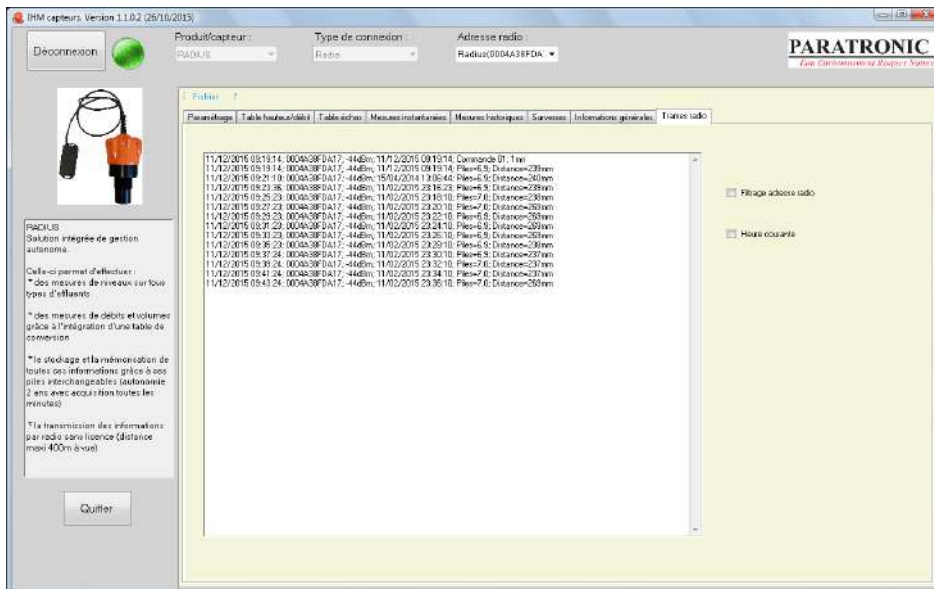 IHM capteurs. Version 1.1.0.2 (26/10/2015)
Déconnexion
Produit/capteur :
RADIUS
Type de connexion :
Radio
Adresse radio :
Radius(0004A38FDA
PARATRONIC
Eau Environnement Risques Naturels
Fichier ?
Paramétrage
Table hauteur/débit
Table échos
Mesures instantanées
Mesures historiques
Surverses
Informations générales
Trames radio
11/12/2015 09:19:14; 0004A38FDA17; -44dBm; 11/12/2015 09:19:14; Commande 01; 1mn
11/12/2015 09:19:14; 0004A38FDA17; -44dBm; 11/12/2015 09:19:14; Piles=6,9; Distance=239mm
11/12/2015 09:21:10; 0004A38FDA17; -44dBm; 15/04/2014 13:06:44; Piles=6,9; Distance=240mm
11/12/2015 09:23:36; 0004A38FDA17; -44dBm; 11/02/2015 23:16:23; Piles=6,9; Distance=239mm
11/12/2015 09:25:23; 0004A38FDA17; -44dBm; 11/02/2015 23:18:10; Piles=7,0; Distance=238mm
11/12/2015 09:27:23; 0004A38FDA17; -44dBm; 11/02/2015 23:20:10; Piles=7,0; Distance=269mm
11/12/2015 09:29:23; 0004A38FDA17; -44dBm; 11/02/2015 23:22:10; Piles=6,9; Distance=269mm
11/12/2015 09:31:23; 0004A38FDA17; -44dBm; 11/02/2015 23:24:10; Piles=6,9; Distance=269mm
11/12/2015 09:33:23; 0004A38FDA17; -44dBm; 11/02/2015 23:26:10; Piles=6,9; Distance=269mm
11/12/2015 09:35:23; 0004A38FDA17; -44dBm; 11/02/2015 23:28:10; Piles=6,9; Distance=238mm
11/12/2015 09:37:24; 0004A38FDA17; -44dBm; 11/02/2015 23:30:10; Piles=6,9; Distance=237mm
11/12/2015 09:39:24; 0004A38FDA17; -44dBm; 11/02/2015 23:32:10; Piles=7,0; Distance=237mm
11/12/2015 09:41:24; 0004A38FDA17; -44dBm; 11/02/2015 23:34:10; Piles=7,0; Distance=237mm
11/12/2015 09:43:24; 0004A38FDA17; -44dBm; 11/02/2015 23:36:10; Piles=7,0; Distance=268mm
Filtrage adresse radio
Heure courante
RADIUS
Solution intégrée de gestion
autonome.
Celle-ci permet d'effectuer :
* des mesures de niveaux sur tous
types d'effluents
* des mesures de débits et volumes
grâce à l'intégration d'une table de
conversion
* le stockage et la mémorisation de
toutes ces informations grâce à ses
piles interchangeables (autonomie
2 ans avec acquisition toutes les
minutes)
* la transmission des informations
par radio sans licence (distance
maxi 400m à vue)
Quitter